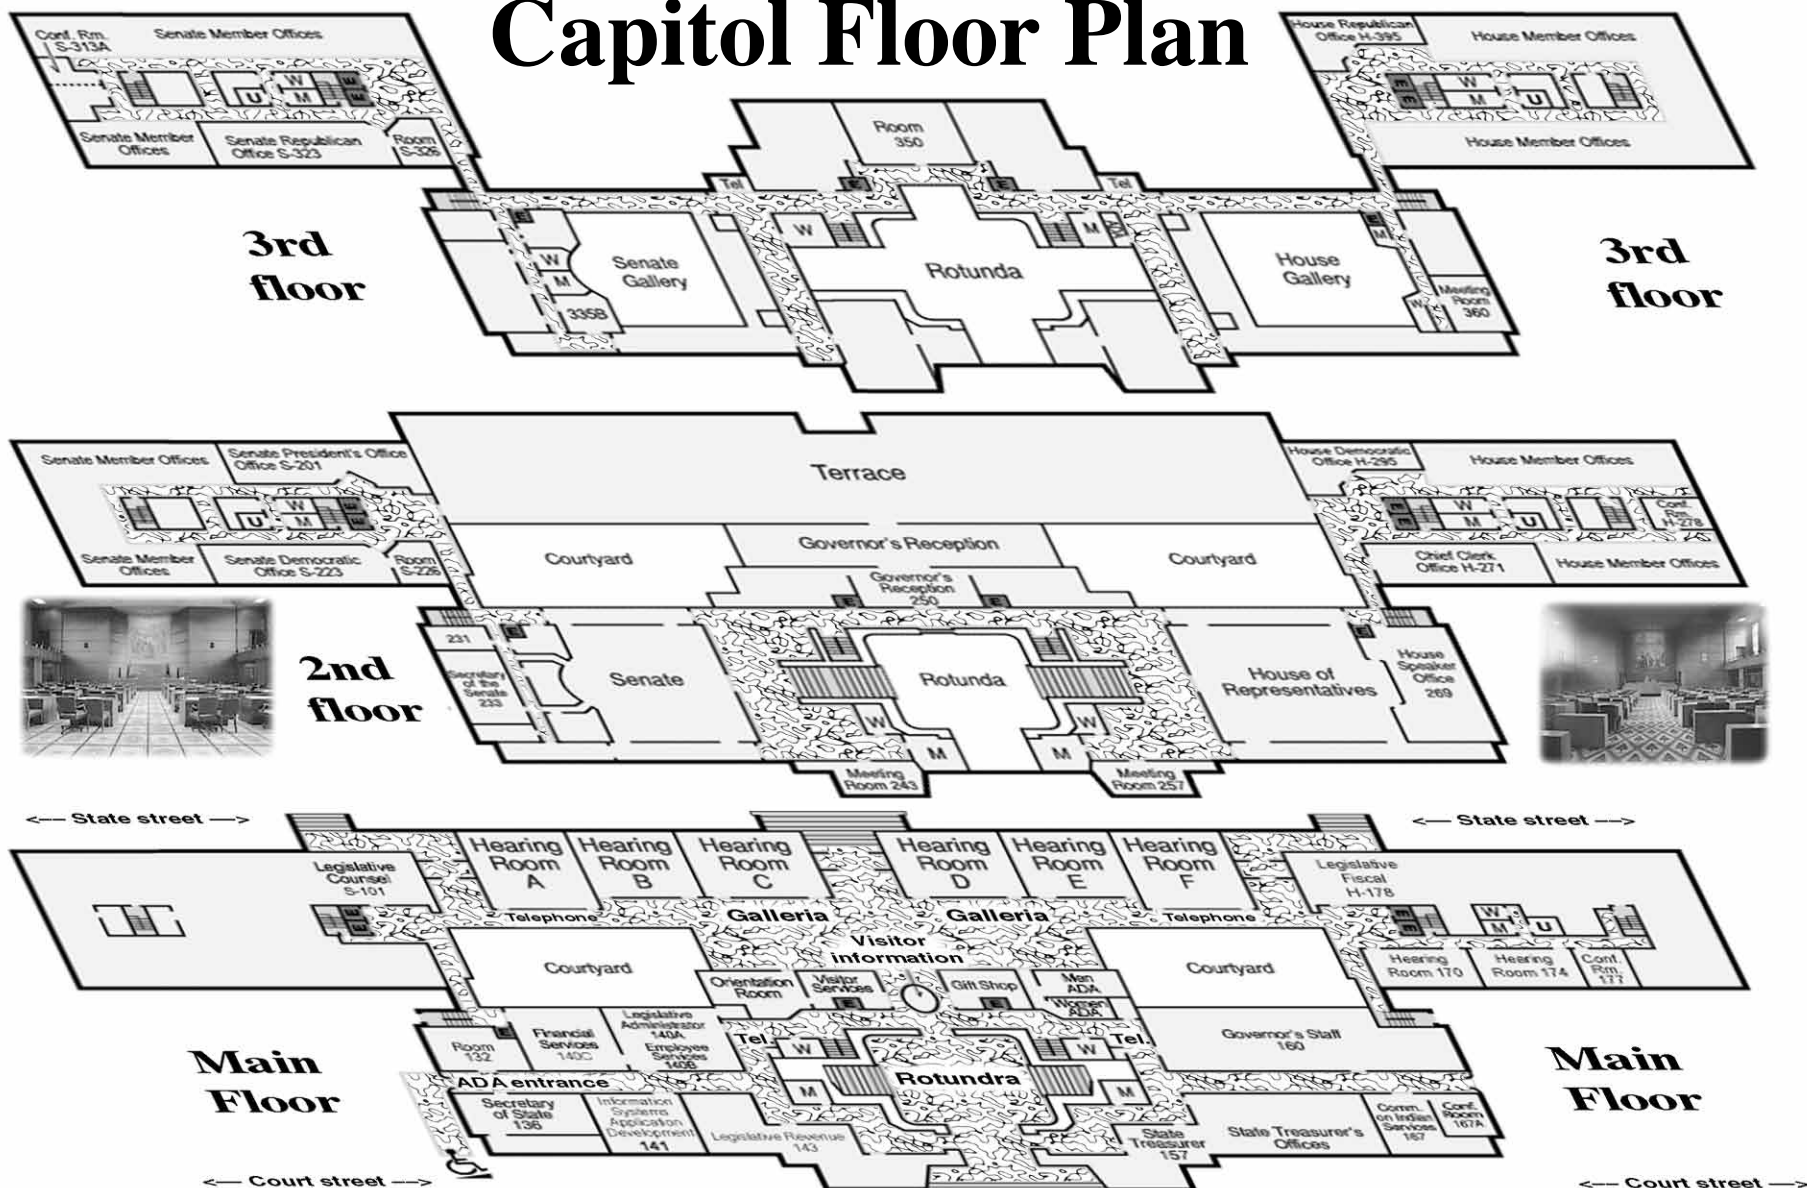 Capitol Floor Plan
Conf. Rm.
S-313A
Senate Member Offices
W
M
U
E
E
Senate Member
Offices
Senate Republican
Office S-323
Room
S-326
House Republican
Office H-395
House Member Offices
E
E
W
M
U
House Member Offices
3rd
floor
Room
350
Tel
E
E
Tel
E
W
M
335B
Senate
Gallery
W
Rotunda
M
ADA
House
Gallery
E
M
W
Meeting
Room
360
3rd
floor
Senate Member Offices
Senate President's Office
Office S-201
W
M
U
E
E
Senate Member
Offices
Senate Democratic
Office S-223
Room
S-226
Terrace
Courtyard
Governor's Reception
Governor's
Reception
250
E
E
Courtyard
House Democratic
Office H-295
House Member Offices
E
E
W
M
U
Conf.
Rm.
H-278
Chief Clerk
Office H-271
House Member Offices
2nd
floor
231
E
Secretary
of the
Senate
233
Senate
Rotunda
W
M
W
M
House of
Representatives
E
House
Speaker
Office
269
Meeting
Room 243
Meeting
Room 257
<-- State street -->
<-- State street -->
Legislative
Counsel
S-101
E
E
Hearing
Room
A
Hearing
Room
B
Hearing
Room
C
Hearing
Room
D
Hearing
Room
E
Hearing
Room
F
Legislative
Fiscal
H-178
E
E
W
M
U
Telephone
Galleria
Galleria
Telephone
Visitor
information
Courtyard
Orientation
Room
Visitor
Services
E
Gift Shop
E
Men
ADA
Women
ADA
Courtyard
Hearing
Room 170
Hearing
Room 174
Conf.
Rm.
177
Main
Floor
Room
132
E
Financial
Services
140C
Legislative
Administrator
140A
Employee
Services
140B
Tel.
W
M
Rotundra
W
M
Tel.
Governor's Staff
160
Main
Floor
ADA entrance
Secretary
of State
136
Information
Systems
Application
Development
141
Legislative Revenue
143
State
Treasurer
157
State Treasurer's
Offices
Comm.
on Indian
Services
167
Conf.
Room
167A
<-- Court street -->
<-- Court street -->